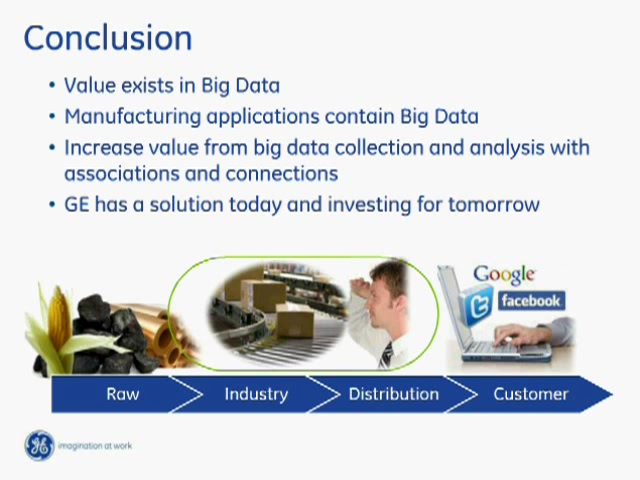 Conclusion
• Value exists in Big Data
• Manufacturing applications contain Big Data
• Increase value from big data collection and analysis with
associations and connections
• GE has a solution today and investing for tomorrow
Google
facebook
Raw
Industry
Distribution
Customer
GE imagination at work